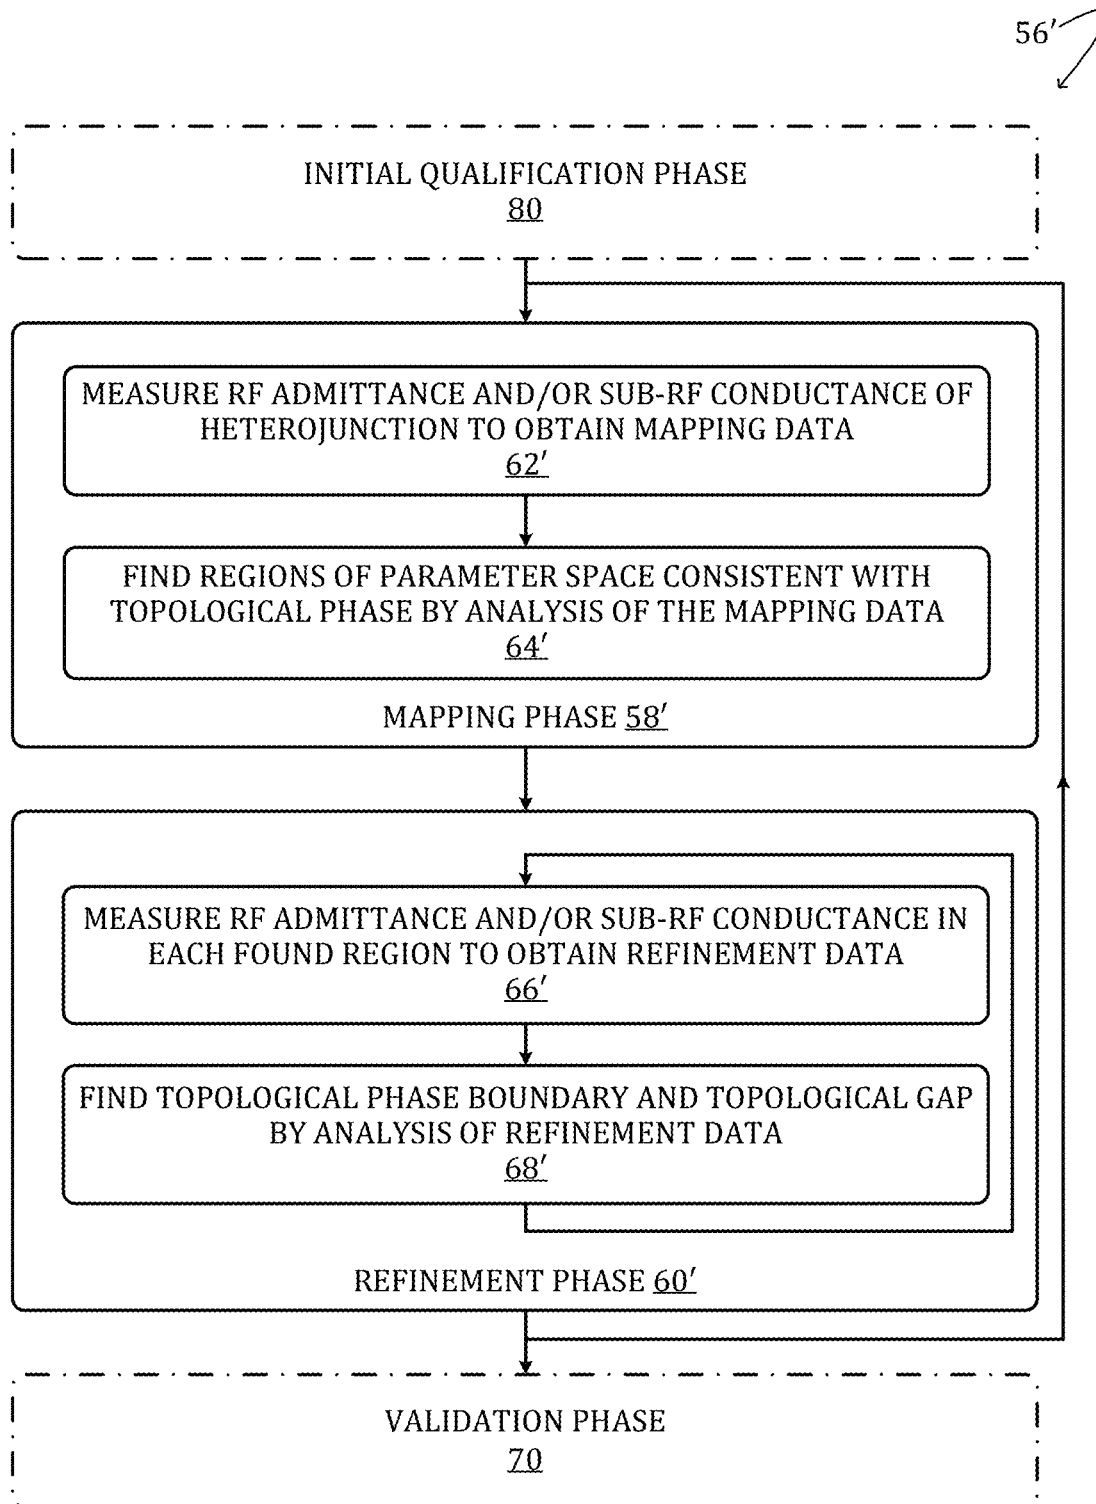 56′
INITIAL QUALIFICATION PHASE
80
MEASURE RF ADMITTANCE AND/OR SUB-RF CONDUCTANCE OF
HETEROJUNCTION TO OBTAIN MAPPING DATA
62′
FIND REGIONS OF PARAMETER SPACE CONSISTENT WITH
TOPOLOGICAL PHASE BY ANALYSIS OF THE MAPPING DATA
64′
MAPPING PHASE 58′
MEASURE RF ADMITTANCE AND/OR SUB-RF CONDUCTANCE IN
EACH FOUND REGION TO OBTAIN REFINEMENT DATA
66′
FIND TOPOLOGICAL PHASE BOUNDARY AND TOPOLOGICAL GAP
BY ANALYSIS OF REFINEMENT DATA
68′
REFINEMENT PHASE 60′
VALIDATION PHASE
70